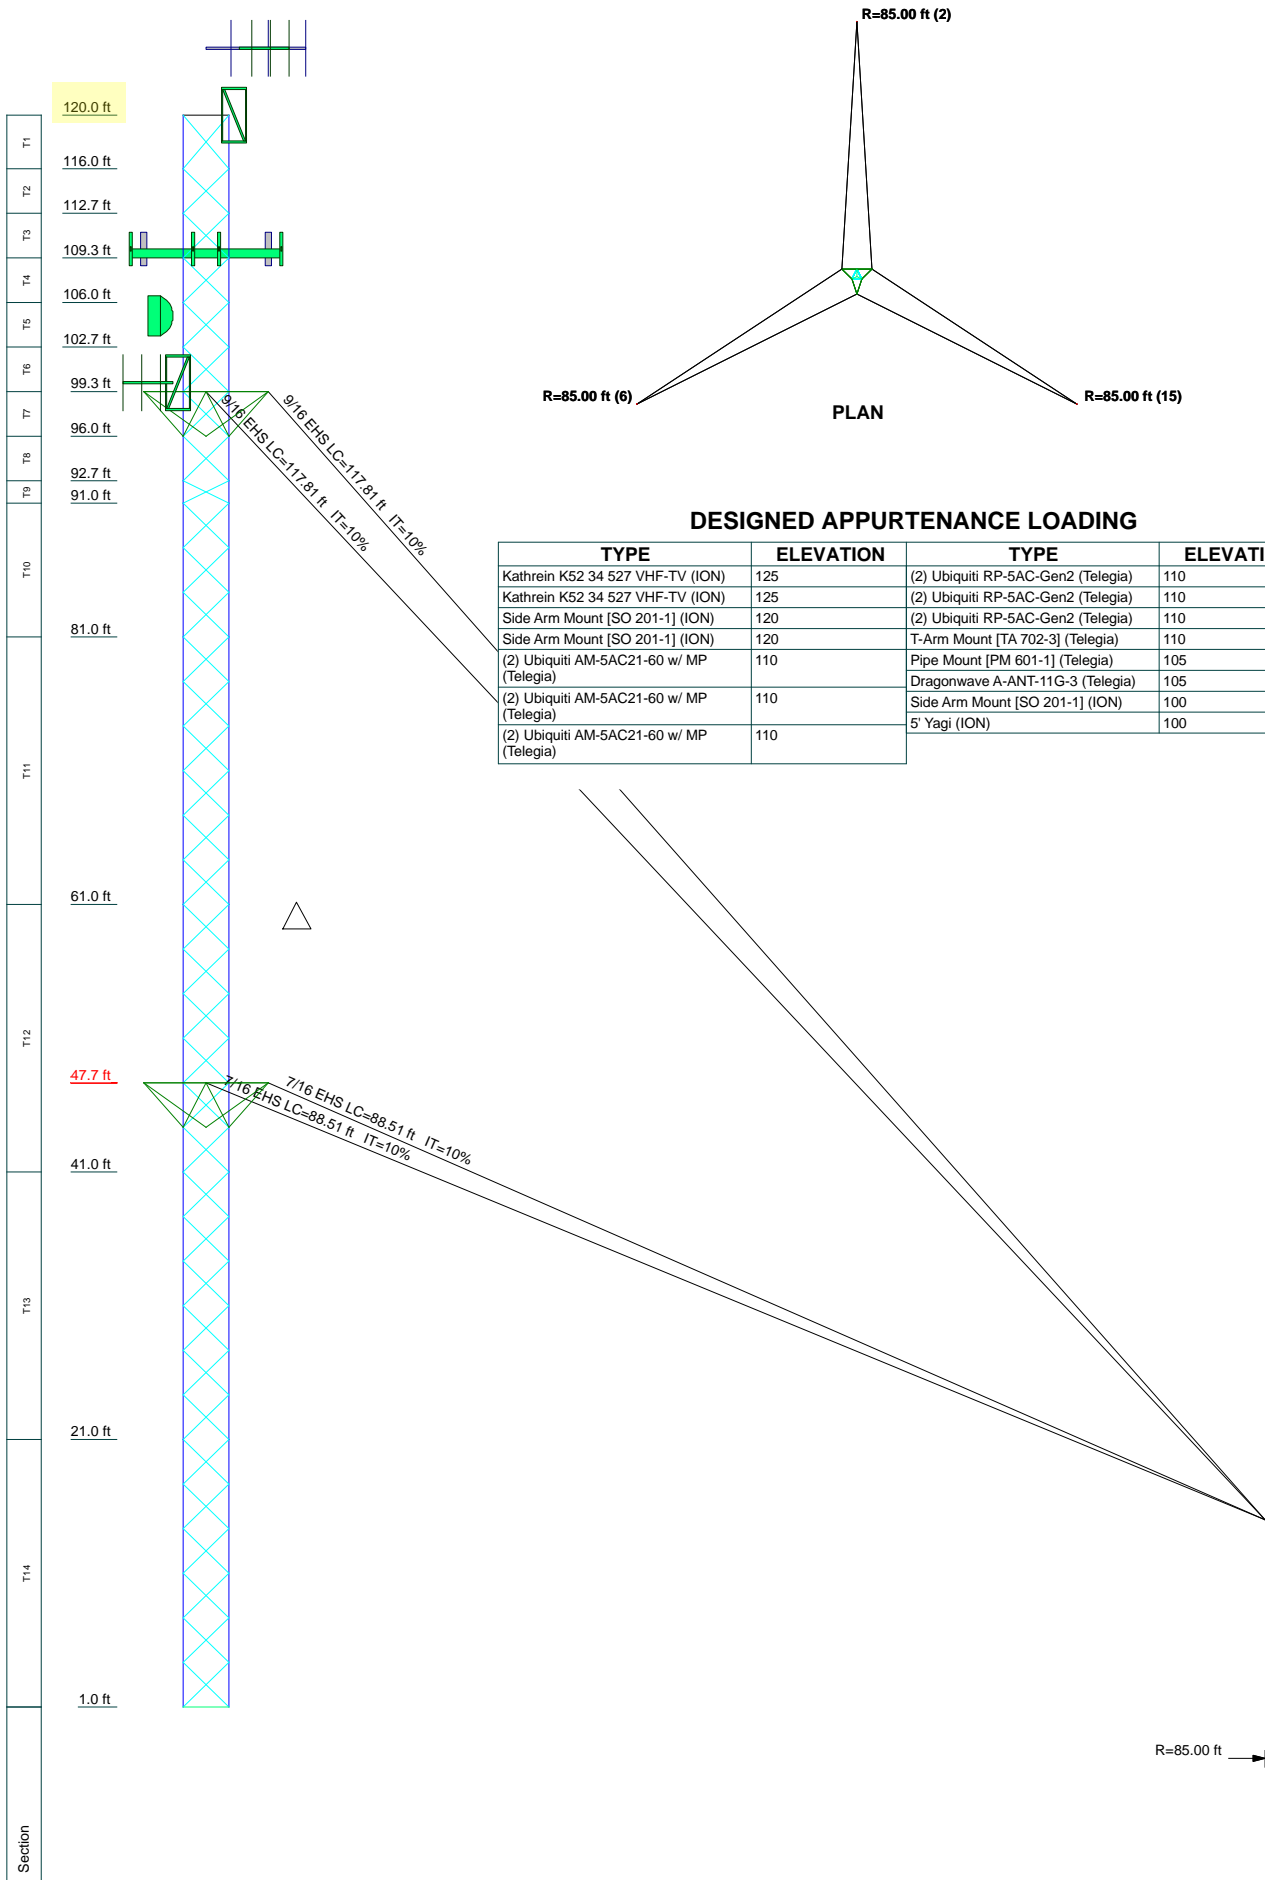 R=85.00 ft (2)
120.0 ft
T1
116.0 ft
T2
112.7 ft
T3
109.3 ft
T4
106.0 ft
T5
102.7 ft
T6
99.3 ft
T7
96.0 ft
T8
92.7 ft
T9
91.0 ft
T10
81.0 ft
T11
61.0 ft
T12
47.7 ft
41.0 ft
T13
21.0 ft
T14
1.0 ft
Section
9/16 EHS LC=117.81 ft IT=10%
9/16 EHS LC=117.81 ft IT=10%
7/16 EHS LC=88.51 ft IT=10%
7/16 EHS LC=88.51 ft IT=10%
R=85.00 ft (6)
R=85.00 ft (15)
PLAN
DESIGNED APPURTENANCE LOADING
TYPE ELEVATION TYPE ELEVATI
Kathrein K52 34 527 VHF-TV (ION) 125 (2) Ubiquiti RP-5AC-Gen2 (Telegia) 110
Kathrein K52 34 527 VHF-TV (ION) 125 (2) Ubiquiti RP-5AC-Gen2 (Telegia) 110
Side Arm Mount [SO 201-1] (ION) 120 (2) Ubiquiti RP-5AC-Gen2 (Telegia) 110
Side Arm Mount [SO 201-1] (ION) 120 T-Arm Mount [TA 702-3] (Telegia) 110
(2) Ubiquiti AM-5AC21-60 w/ MP 110 Pipe Mount [PM 601-1] (Telegia) 105
(Telegia) Dragonwave A-ANT-11G-3 (Telegia) 105
(2) Ubiquiti AM-5AC21-60 w/ MP 110 Side Arm Mount [SO 201-1] (ION) 100
(Telegia) 5' Yagi (ION) 100
(2) Ubiquiti AM-5AC21-60 w/ MP 110
(Telegia)
R=85.00 ft